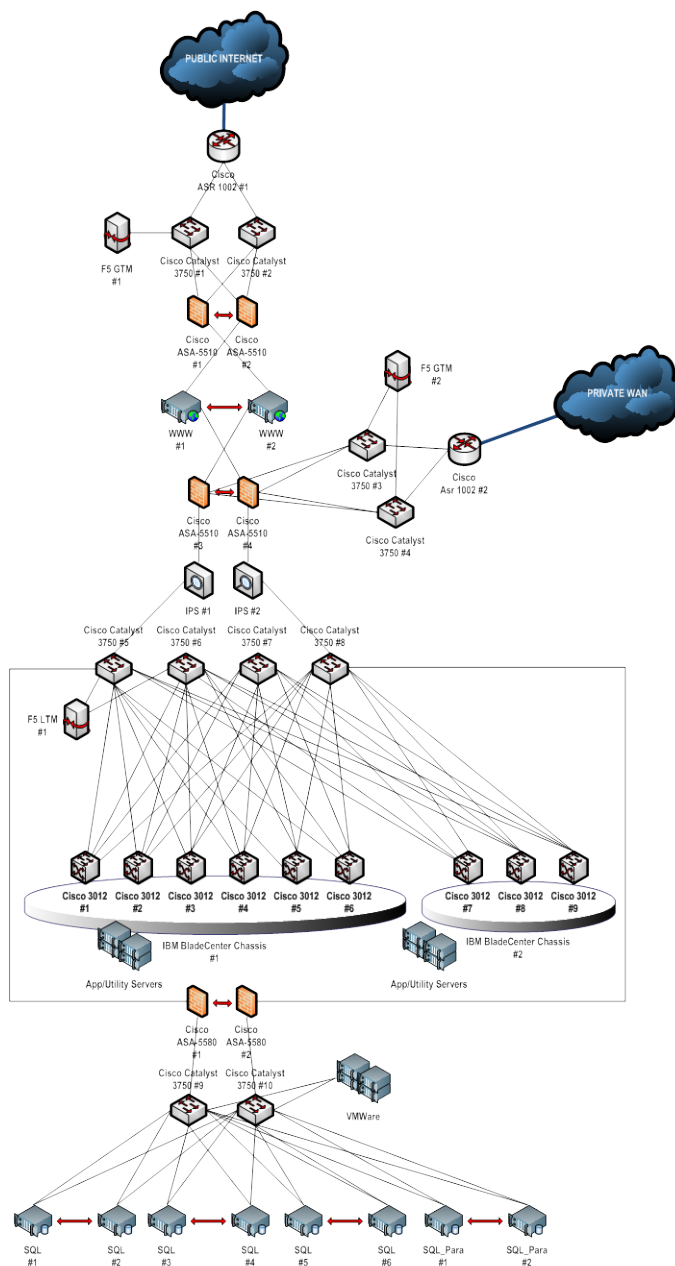 PUBLIC INTERNET
Cisco
ASR 1002 #1
F5 GTM
#1
Cisco Catalyst
3750 #1
Cisco Catalyst
3750 #2
Cisco
ASA-5510
#1
Cisco
ASA-5510
#2
F5 GTM
#2
PRIVATE WAN
WWW
#1
WWW
#2
Cisco Catalyst
3750 #3
Cisco
Asr 1002 #2
Cisco
ASA-5510
#3
Cisco
ASA-5510
#4
Cisco Catalyst
3750 #4
IPS #1
IPS #2
Cisco Catalyst
3750 #5
Cisco Catalyst
3750 #6
Cisco Catalyst
3750 #7
Cisco Catalyst
3750 #8
F5 LTM
#1
Cisco 3012
#1
Cisco 3012
#2
Cisco 3012
#3
Cisco 3012
#4
Cisco 3012
#5
Cisco 3012
#6
Cisco 3012
#7
Cisco 3012
#8
Cisco 3012
#9
IBM BladeCenter Chassis
#1
IBM BladeCenter Chassis
#2
App/Utility Servers
App/Utility Servers
Cisco
ASA-5580
#1
Cisco
ASA-5580
#2
Cisco Catalyst
3750 #9
Cisco Catalyst
3750 #10
VMWare
SQL
#1
SQL
#2
SQL
#3
SQL
#4
SQL
#5
SQL
#6
SQL_Para
#1
SQL_Para
#2